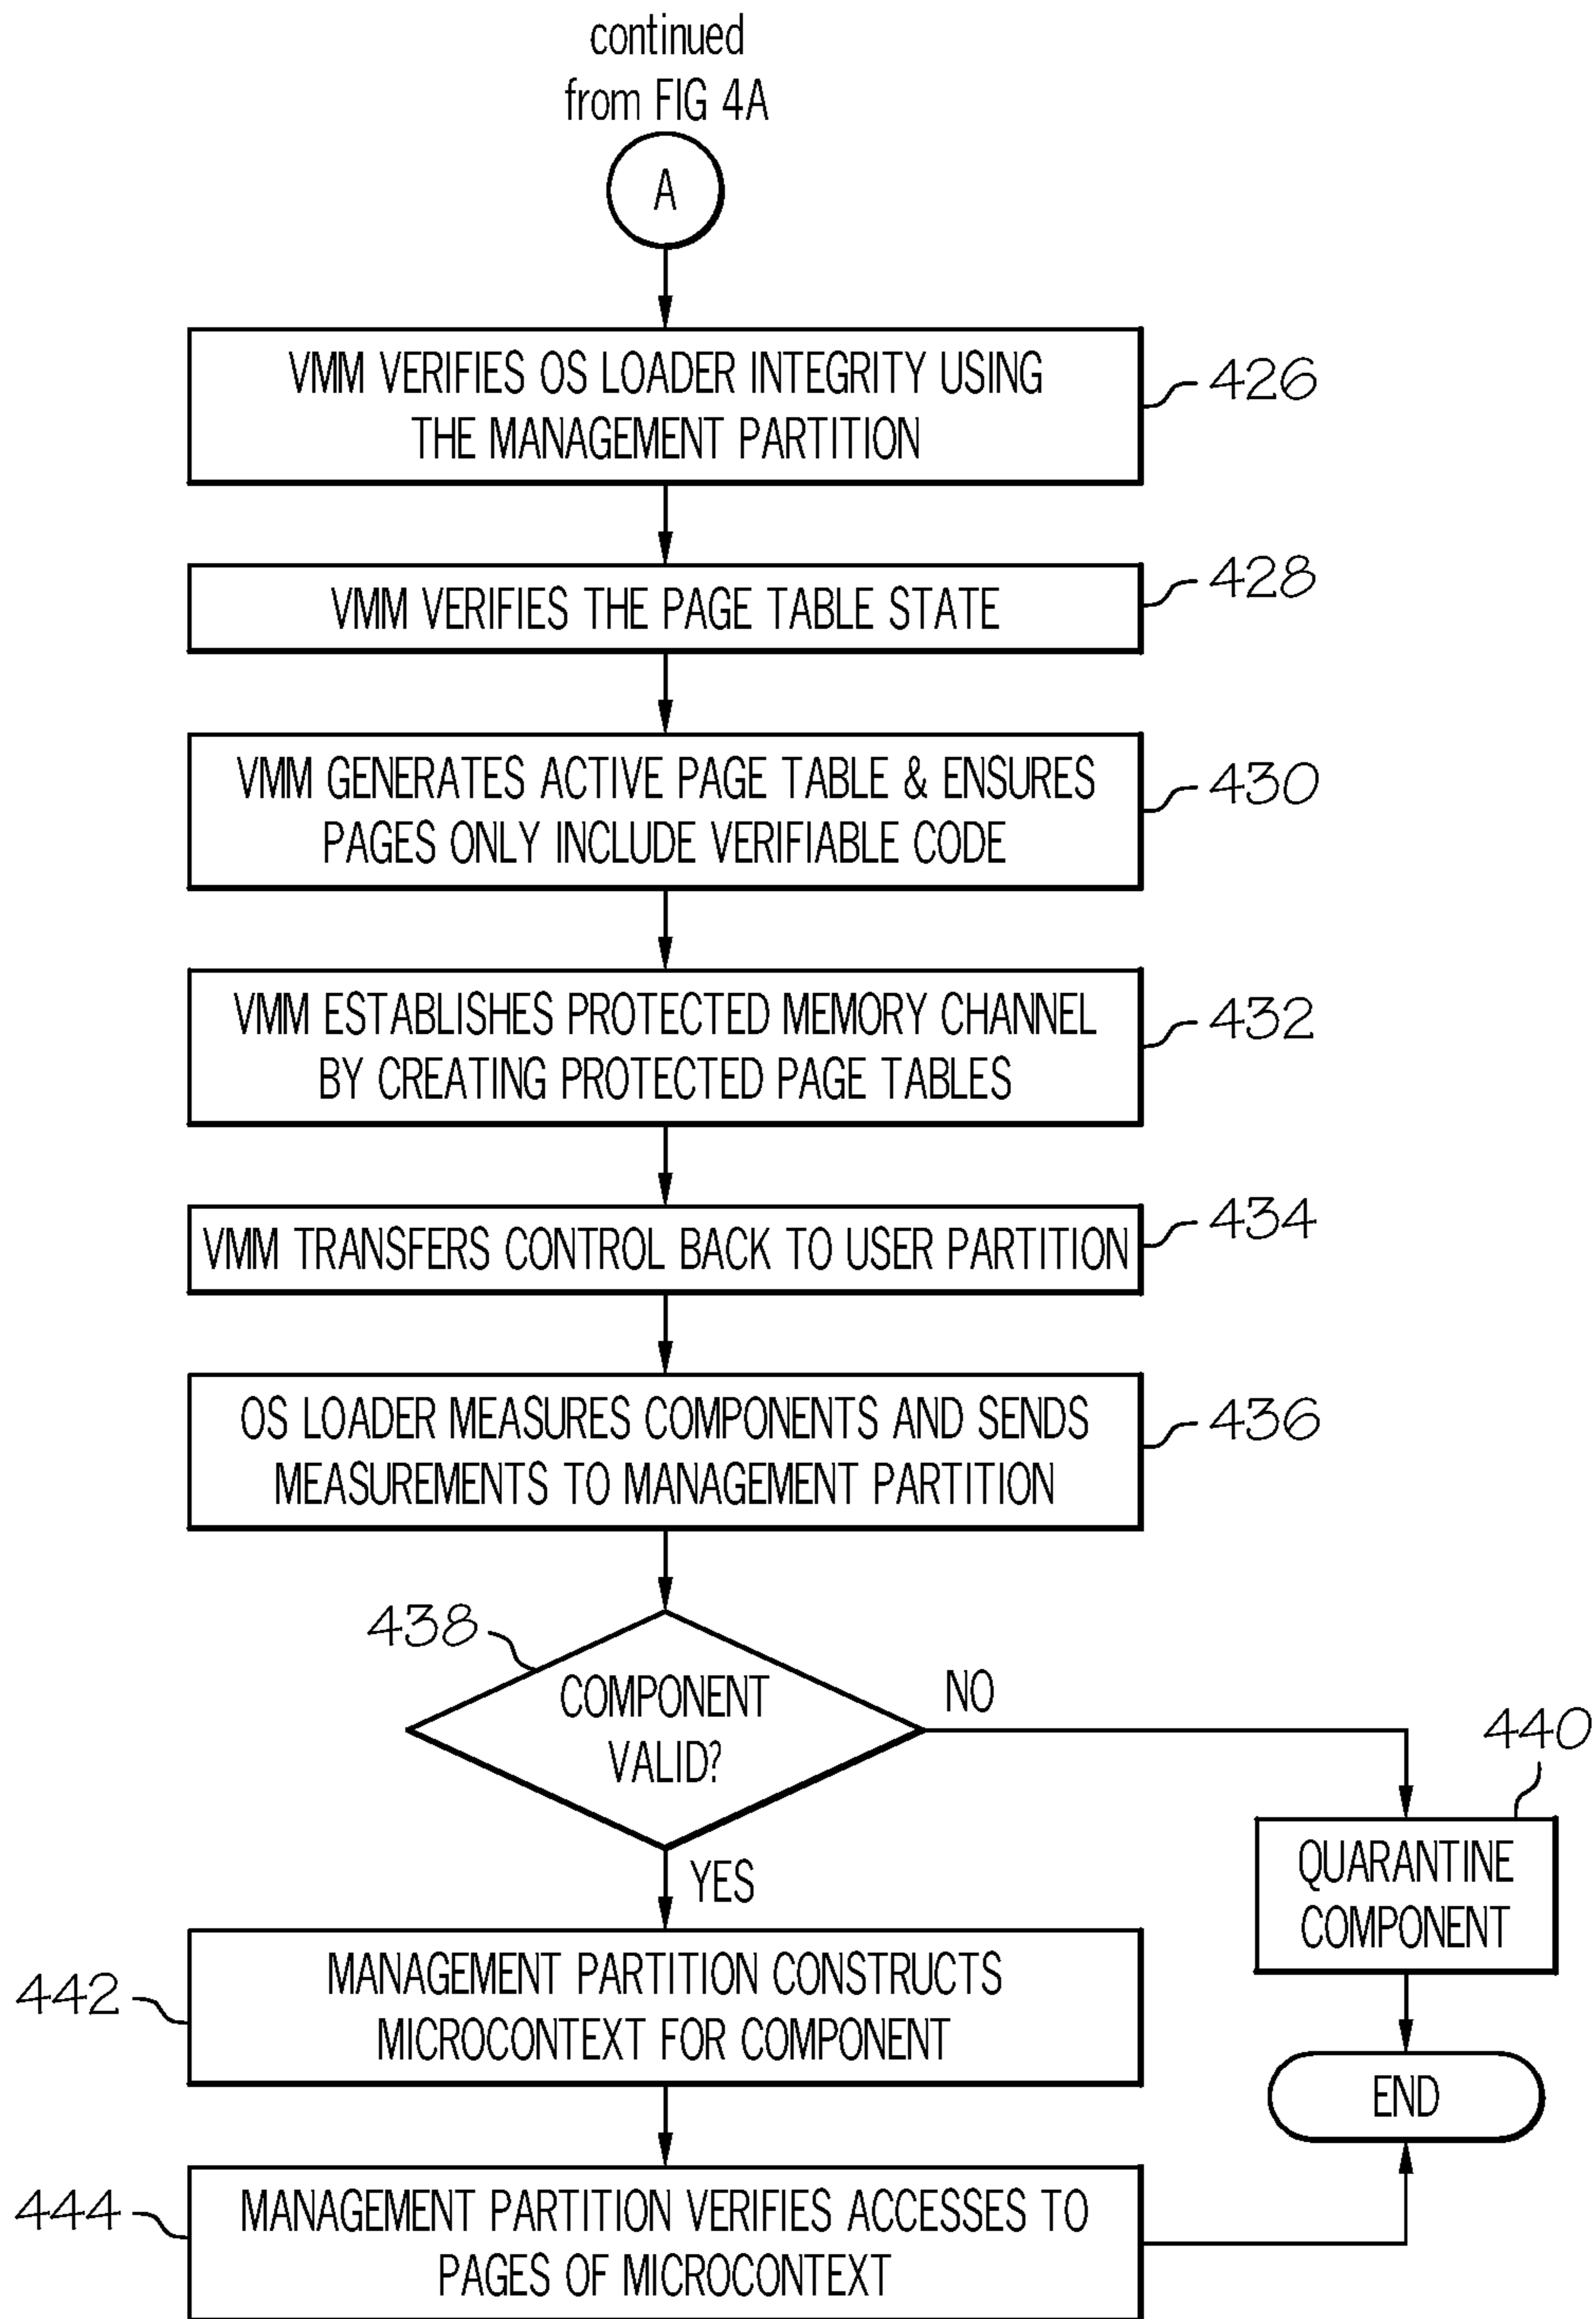 continued
from FIG 4A
A
VMM VERIFIES OS LOADER INTEGRITY USING
THE MANAGEMENT PARTITION
426
VMM VERIFIES THE PAGE TABLE STATE
428
VMM GENERATES ACTIVE PAGE TABLE & ENSURES
PAGES ONLY INCLUDE VERIFIABLE CODE
430
VMM ESTABLISHES PROTECTED MEMORY CHANNEL
BY CREATING PROTECTED PAGE TABLES
432
VMM TRANSFERS CONTROL BACK TO USER PARTITION
434
OS LOADER MEASURES COMPONENTS AND SENDS
MEASUREMENTS TO MANAGEMENT PARTITION
436
438
COMPONENT
VALID?
NO
YES
440
QUARANTINE
COMPONENT
442
MANAGEMENT PARTITION CONSTRUCTS
MICROCONTEXT FOR COMPONENT
END
444
MANAGEMENT PARTITION VERIFIES ACCESSES TO
PAGES OF MICROCONTEXT